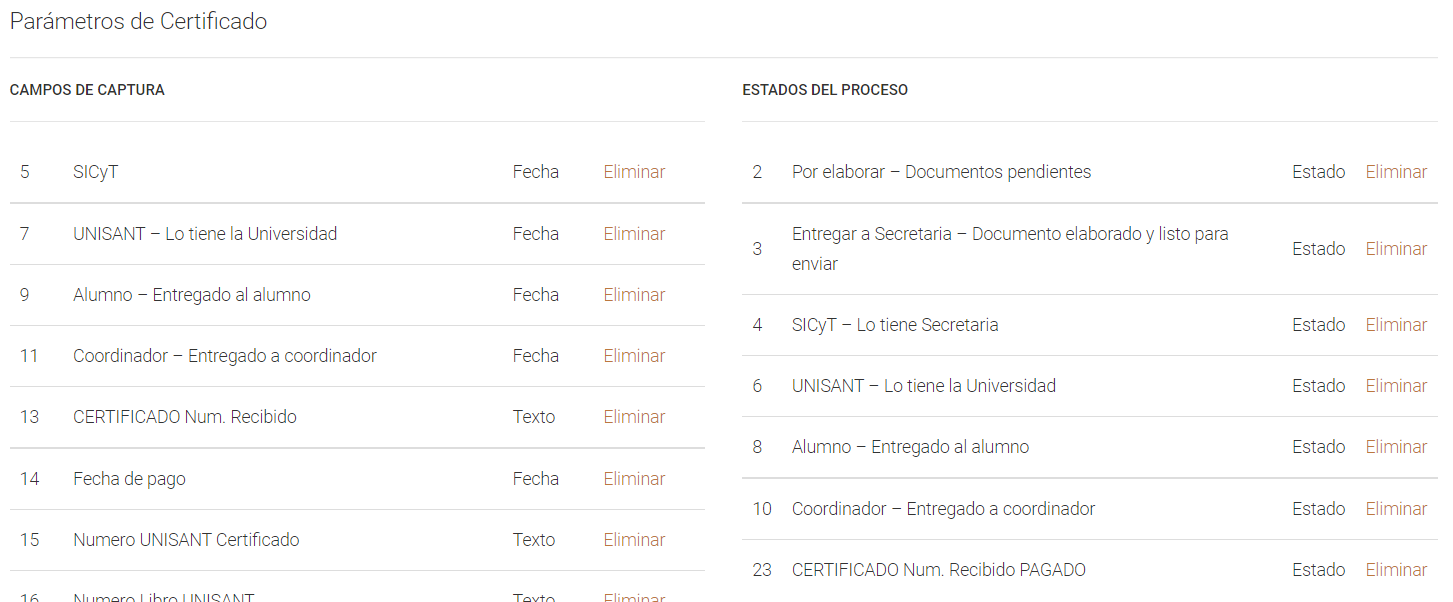 Parámetros de Certificado
CAMPOS DE CAPTURA
5 SICyT Fecha Eliminar
7 UNISANT – Lo tiene la Universidad Fecha Eliminar
9 Alumno – Entregado al alumno Fecha Eliminar
11 Coordinador – Entregado a coordinador Fecha Eliminar
13 CERTIFICADO Num. Recibido Texto Eliminar
14 Fecha de pago Fecha Eliminar
15 Numero UNISANT Certificado Texto Eliminar
16 Numero Libro UNISANT Texto Eliminar
ESTADOS DEL PROCESO
2 Por elaborar – Documentos pendientes Estado Eliminar
3 Entregar a Secretaria – Documento elaborado y listo para
enviar Estado Eliminar
4 SICyT – Lo tiene Secretaria Estado Eliminar
6 UNISANT – Lo tiene la Universidad Estado Eliminar
8 Alumno – Entregado al alumno Estado Eliminar
10 Coordinador – Entregado a coordinador Estado Eliminar
23 CERTIFICADO Num. Recibido PAGADO Estado Eliminar